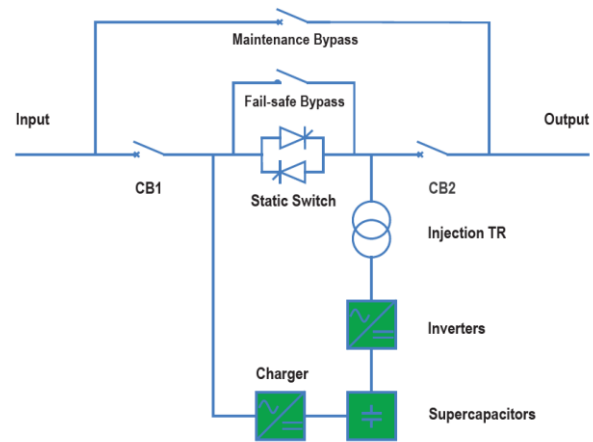 Maintenance Bypass
Fail-safe Bypass
Input
Output
CB1
Static Switch
CB2
Injection TR
Inverters
Charger
Supercapacitors